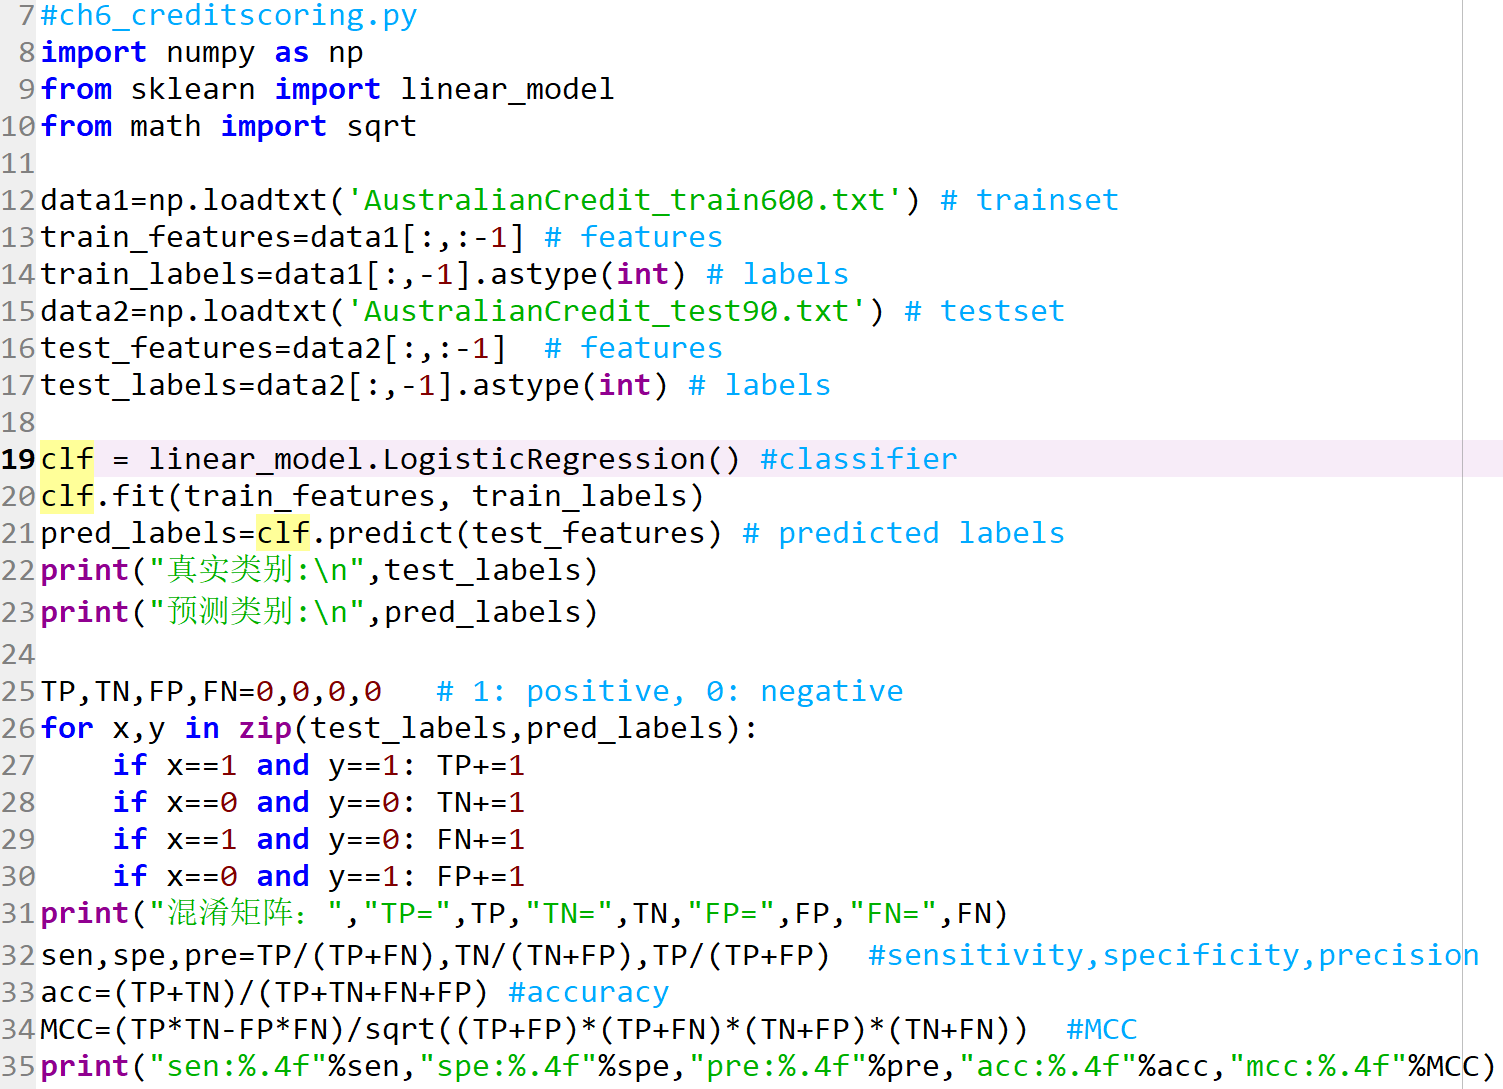 7 #ch6_creditscoring.py
8 import numpy as np
9 from sklearn import linear_model
10 from math import sqrt
11
12 data1=np.loadtxt('AustralianCredit_train600.txt') # trainset
13 train_features=data1[:,:-1] # features
14 train_labels=data1[:,-1].astype(int) # labels
15 data2=np.loadtxt('AustralianCredit_test90.txt') # testset
16 test_features=data2[:,:-1]  # features
17 test_labels=data2[:,-1].astype(int) # labels
18
19 clf = linear_model.LogisticRegression() #classifier
20 clf.fit(train_features, train_labels)
21 pred_labels=clf.predict(test_features) # predicted labels
22 print("真实类别:\n",test_labels)
23 print("预测类别:\n",pred_labels)
24
25 TP,TN,FP,FN=0,0,0,0   # 1: positive, 0: negative
26 for x,y in zip(test_labels,pred_labels):
27     if x==1 and y==1: TP+=1
28     if x==0 and y==0: TN+=1
29     if x==1 and y==0: FN+=1
30     if x==0 and y==1: FP+=1
31 print("混淆矩阵：","TP=",TP,"TN=",TN,"FP=",FP,"FN=",FN)
32 sen,spe,pre=TP/(TP+FN),TN/(TN+FP),TP/(TP+FP)  #sensitivity,specificity,precision
33 acc=(TP+TN)/(TP+TN+FN+FP) #accuracy
34 MCC=(TP*TN-FP*FN)/sqrt((TP+FP)*(TP+FN)*(TN+FP)*(TN+FN))  #MCC
35 print("sen:%.4f"%sen,"spe:%.4f"%spe,"pre:%.4f"%pre,"acc:%.4f"%acc,"mcc:%.4f"%MCC)